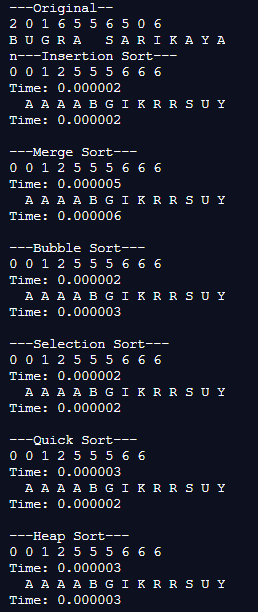 ---Original--
2 0 1 6 5 5 6 5 0 6
B U G R A   S A R I K A Y A
n---Insertion Sort---
0 0 1 2 5 5 5 6 6 6
Time: 0.000002
  A A A A B G I K R R S U Y
Time: 0.000002
---Merge Sort---
0 0 1 2 5 5 5 6 6 6
Time: 0.000005
  A A A A B G I K R R S U Y
Time: 0.000006
---Bubble Sort---
0 0 1 2 5 5 5 6 6 6
Time: 0.000002
  A A A A B G I K R R S U Y
Time: 0.000003
---Selection Sort---
0 0 1 2 5 5 5 6 6 6
Time: 0.000002
  A A A A B G I K R R S U Y
Time: 0.000002
---Quick Sort---
0 0 1 2 5 5 5 6 6
Time: 0.000003
  A A A A B G I K R R S U Y
Time: 0.000002
---Heap Sort---
0 0 1 2 5 5 5 6 6 6
Time: 0.000003
  A A A A B G I K R R S U Y
Time: 0.000003